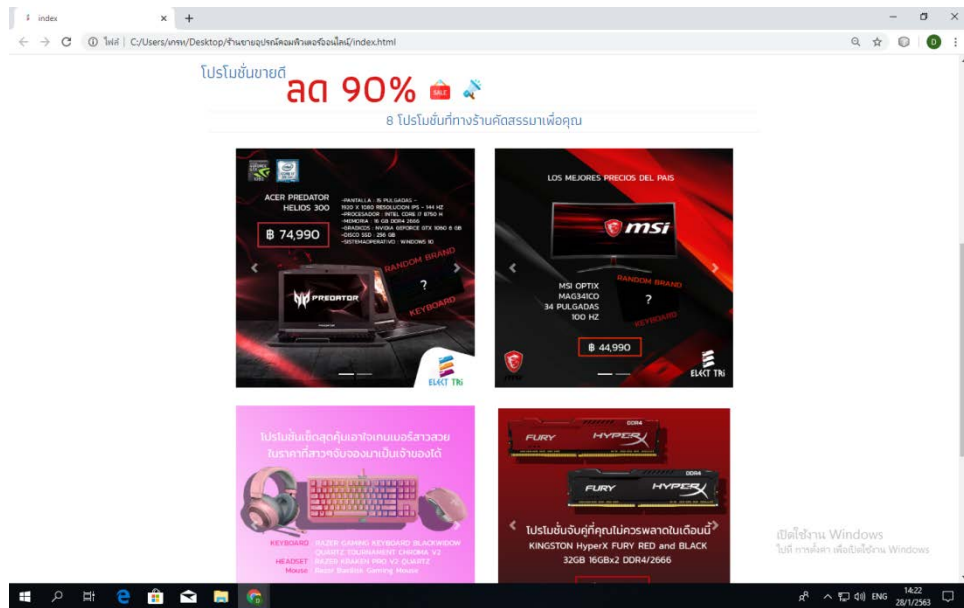 index
ไฟล์ | C:/Users/เกรท/Desktop/ร้านขายอุปรณ์คอมพิวเตอร์ออนไลน์/index.html
โปรโมชั่นขายดี
ลด 90%
SALE
8 โปรโมชั่นที่ทางร้านคัดสรรมาเพื่อคุณ
ACER PREDATOR
HELIOS 300
฿ 74,990
-PANTALLA : 15 PULGADAS -
1920 X 1080 RESOLUCION IPS - 144 HZ
-PROCESADOR : INTEL CORE I7 8750 H
-MEMORIA : 16 GB DDR4 2666
-GRAFICOS : NVIDIA GEFORCE GTX 1060 6 GB
-DISCO SSD : 256 GB
-SISTEMAOPERATIVO : WINDOWS 10
RANDOM BRAND
?
KEYBOARD
PREDATOR
ELECT TRi
LOS MEJORES PRECIOS DEL PAIS
msi
MSI OPTIX
MAG341CQ
34 PULGADAS
100 HZ
RANDOM BRAND
?
KEYBOARD
฿ 44,990
ELECT TRi
โปรโมชั่นเซ็ตสุดคุ้มเอาใจเกมเมอร์สาวสวย
ในราคาที่สาวๆจับจองมาเป็นเจ้าของได้
KEYBOARD RAZER GAMING KEYBOARD BLACKWIDOW
QUARTZ TOURNAMENT CHROMA V2
HEADSET RAZER KRAKEN PRO V2 QUARTZ
Mouse Razer Basilisk Gaming Mouse
DDR4
FURY HYPERX
DDR4
FURY HYPERX
โปรโมชั่นจับคู่ที่คุณไม่ควรพลาดในเดือนนี้
KINGSTON HyperX FURY RED and BLACK
32GB 16GBx2 DDR4/2666
เปิดใช้งาน Windows
ไปที่ การตั้งค่า เพื่อเปิดใช้งาน Windows
ENG
14:22
28/1/2563